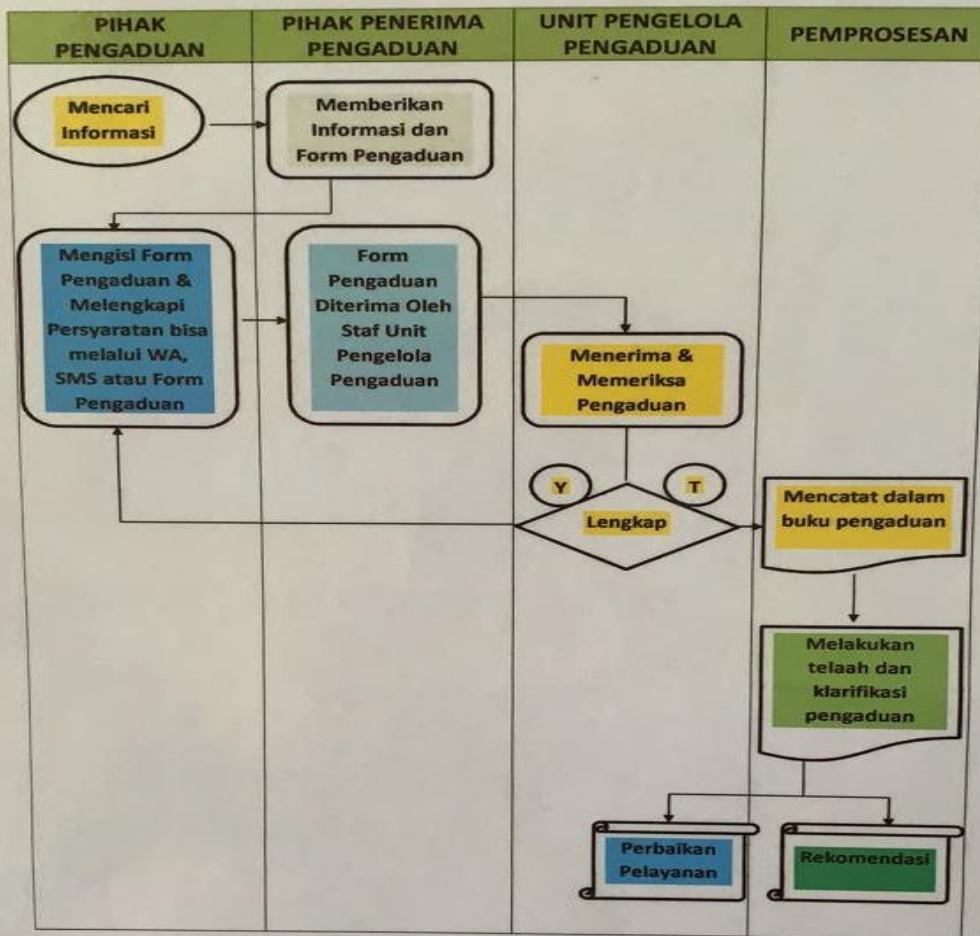 PIHAK
PENGADUAN
PIHAK PENERIMA
PENGADUAN
UNIT PENGELOLA
PENGADUAN
PEMPROSESAN
Mencari
Informasi
Memberikan
Informasi dan
Form Pengaduan
Mengisi Form
Pengaduan &
Melengkapi
Persyaratan bisa
melalui WA,
SMS atau Form
Pengaduan
Form
Pengaduan
Diterima Oleh
Staf Unit
Pengelola
Pengaduan
Menerima &
Memeriksa
Pengaduan
Y
T
Lengkap
Mencatat dalam
buku pengaduan
Melakukan
telaah dan
klarifikasi
pengaduan
Perbaikan
Pelayanan
Rekomendasi